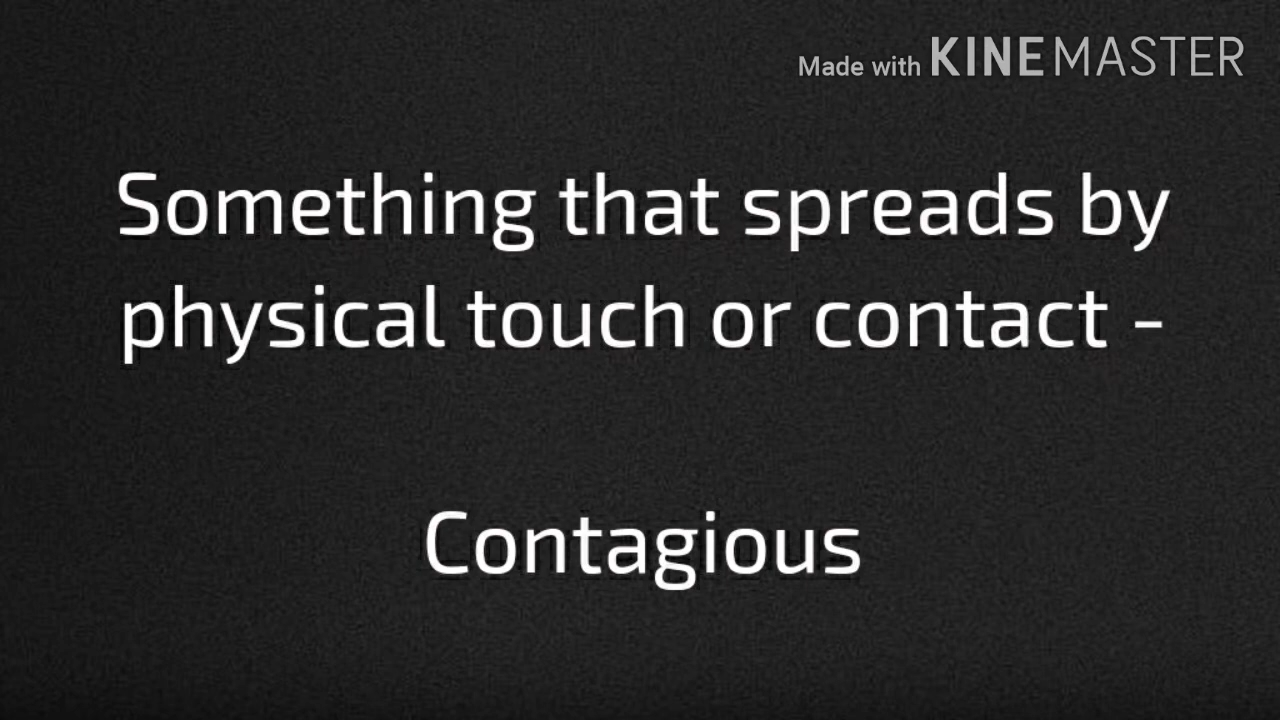 Made with KINEMASTER
Something that spreads by
physical touch or contact -
Contagious